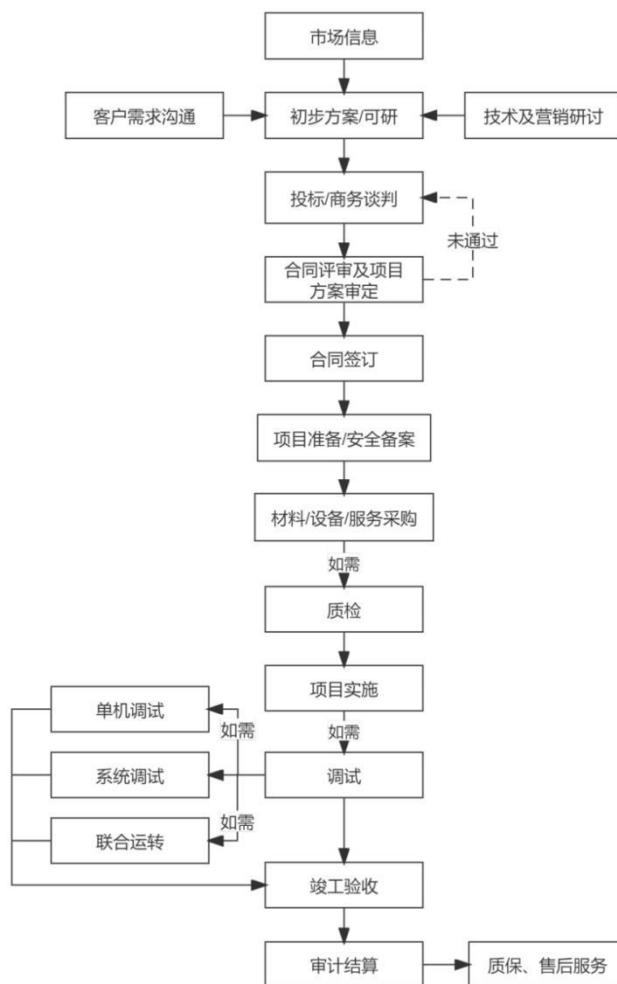 市场信息
客户需求沟通
初步方案/可研
技术及营销研讨
投标/商务谈判
未通过
合同评审及项目
方案审定
合同签订
项目准备/安全备案
材料/设备/服务采购
如需
质检
项目实施
单机调试
如需
如需
系统调试
调试
如需
联合运转
竣工验收
审计结算
质保、售后服务